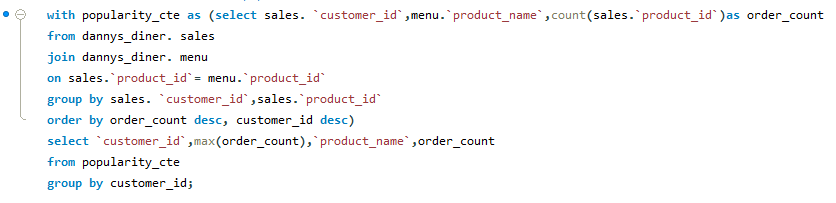 with popularity_cte as (select sales. `customer_id`,menu.`product_name`,count(sales.`product_id`)as order_count
from dannys_diner. sales
join dannys_diner. menu
on sales.`product_id`= menu.`product_id`
group by sales. `customer_id`,sales.`product_id`
order by order_count desc, customer_id desc)
select `customer_id`,max(order_count),`product_name`,order_count
from popularity_cte
group by customer_id;